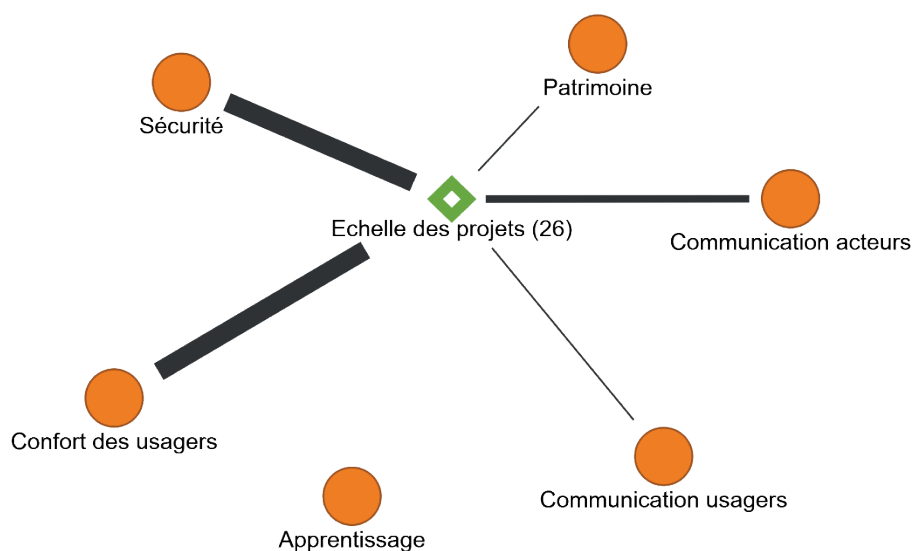 Patrimoine
Sécurité
Echelle des projets (26)
Communication acteurs
Confort des usagers
Communication usagers
Apprentissage